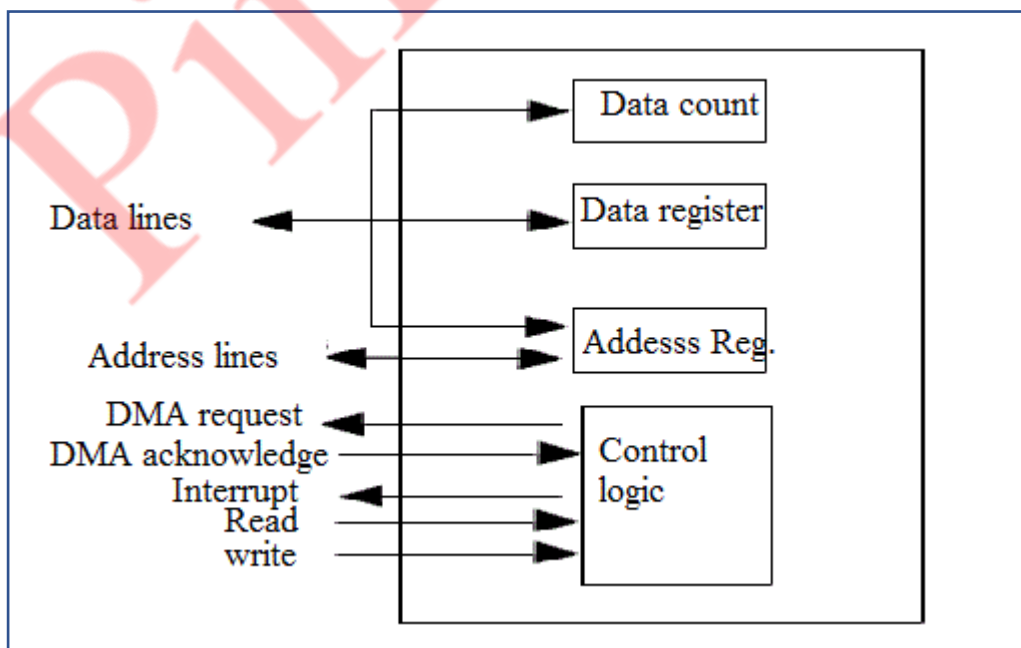 Data count
Data lines
Data register
Addesss Reg.
Address lines
DMA request
DMA acknowledge
Interrupt
Read
write
Control
logic